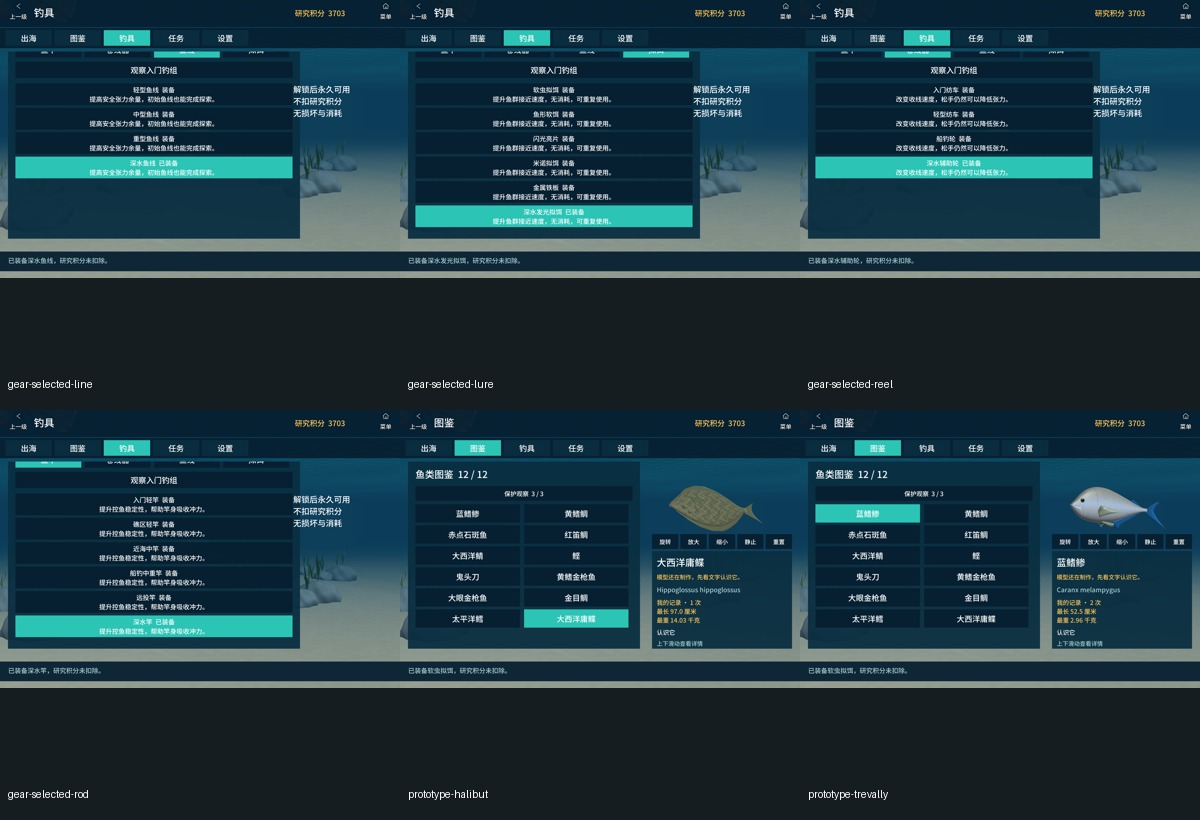 上一级
钓具
研究积分 3703
菜单
出海
图鉴
钓具
任务
设置
观察入门钓组
轻型鱼线 装备
提高安全张力余量，初始鱼线也能完成探索。
中型鱼线 装备
提高安全张力余量，初始鱼线也能完成探索。
重型鱼线 装备
提高安全张力余量，初始鱼线也能完成探索。
深水鱼线 已装备
提高安全张力余量，初始鱼线也能完成探索。
解锁后永久可用
不扣研究积分
无损坏与消耗
已装备深水鱼线，研究积分未扣除。
gear-selected-line
上一级
钓具
研究积分 3703
菜单
出海
图鉴
钓具
任务
设置
观察入门钓组
软虫拟饵 装备
提升鱼群接近速度，无消耗，可重复使用。
鱼形软饵 装备
提升鱼群接近速度，无消耗，可重复使用。
闪光亮片 装备
提升鱼群接近速度，无消耗，可重复使用。
米诺拟饵 装备
提升鱼群接近速度，无消耗，可重复使用。
金属铁板 装备
提升鱼群接近速度，无消耗，可重复使用。
深水发光拟饵 已装备
提升鱼群接近速度，无消耗，可重复使用。
解锁后永久可用
不扣研究积分
无损坏与消耗
已装备深水发光拟饵，研究积分未扣除。
gear-selected-lure
上一级
钓具
研究积分 3703
菜单
出海
图鉴
钓具
任务
设置
观察入门钓组
入门纺车 装备
改变收线速度，松手仍然可以降低张力。
轻型纺车 装备
改变收线速度，松手仍然可以降低张力。
船钓轮 装备
改变收线速度，松手仍然可以降低张力。
深水辅助轮 已装备
改变收线速度，松手仍然可以降低张力。
解锁后永久可用
不扣研究积分
无损坏与消耗
已装备深水辅助轮，研究积分未扣除。
gear-selected-reel
上一级
钓具
研究积分 3703
菜单
出海
图鉴
钓具
任务
设置
观察入门钓组
入门轻竿 装备
提升控鱼稳定性，帮助竿身吸收冲力。
礁区轻竿 装备
提升控鱼稳定性，帮助竿身吸收冲力。
近海中竿 装备
提升控鱼稳定性，帮助竿身吸收冲力。
船钓中重竿 装备
提升控鱼稳定性，帮助竿身吸收冲力。
远投竿 装备
提升控鱼稳定性，帮助竿身吸收冲力。
深水竿 已装备
提升控鱼稳定性，帮助竿身吸收冲力。
解锁后永久可用
不扣研究积分
无损坏与消耗
已装备深水竿，研究积分未扣除。
gear-selected-rod
上一级
图鉴
研究积分 3703
菜单
出海
图鉴
钓具
任务
设置
鱼类图鉴 12 / 12
保护观察 3 / 3
蓝鳍鲹
黄鳍鲷
赤点石斑鱼
红笛鲷
大西洋鲭
鲣
鬼头刀
黄鳍金枪鱼
大眼金枪鱼
金目鲷
太平洋鳕
大西洋庸鲽
旋转
放大
缩小
静止
重置
大西洋庸鲽
模型还在制作，先看文字认识它。
Hippoglossus hippoglossus
我的记录 · 1 次
最长 97.0 厘米
最重 14.03 千克
认识它
上下滑动查看详情
已装备软虫拟饵，研究积分未扣除。
prototype-halibut
上一级
图鉴
研究积分 3703
菜单
出海
图鉴
钓具
任务
设置
鱼类图鉴 12 / 12
保护观察 3 / 3
蓝鳍鲹
黄鳍鲷
赤点石斑鱼
红笛鲷
大西洋鲭
鲣
鬼头刀
黄鳍金枪鱼
大眼金枪鱼
金目鲷
太平洋鳕
大西洋庸鲽
旋转
放大
缩小
静止
重置
蓝鳍鲹
模型还在制作，先看文字认识它。
Caranx melampygus
我的记录 · 2 次
最长 52.5 厘米
最重 2.96 千克
认识它
上下滑动查看详情
已装备软虫拟饵，研究积分未扣除。
prototype-trevally